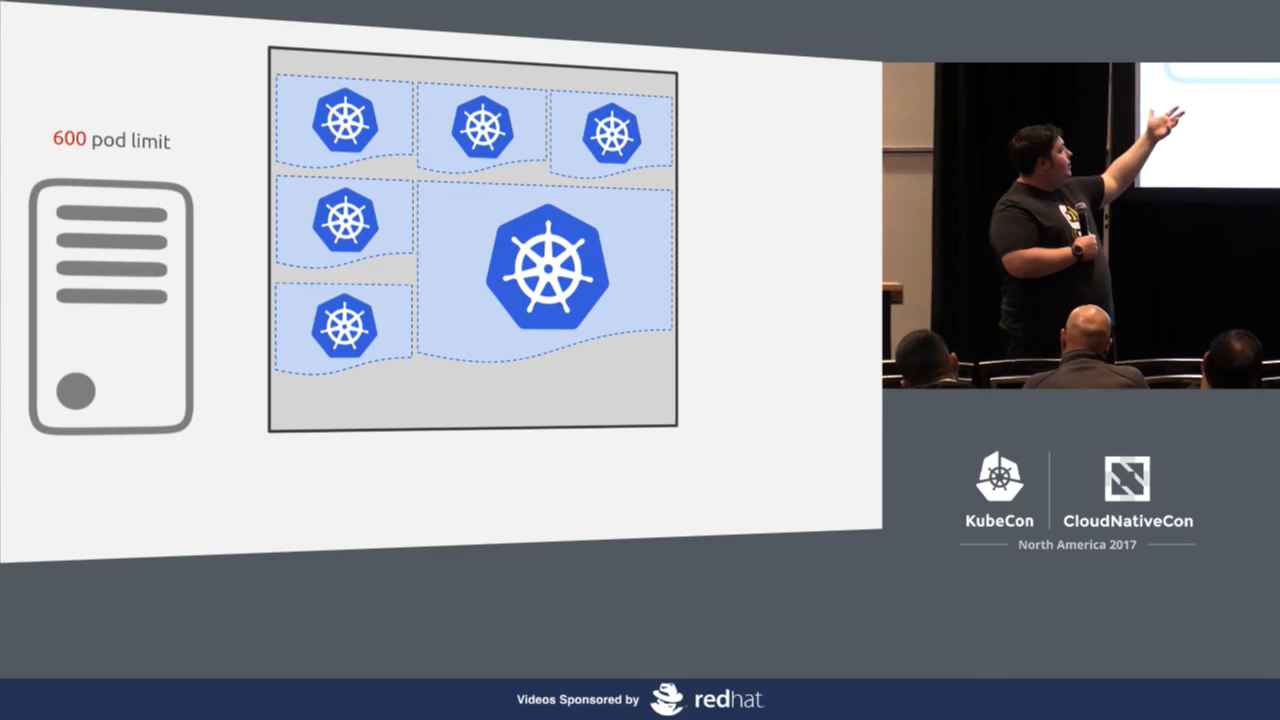 600 pod limit
KubeCon
CloudNativeCon
North America 2017
Videos Sponsored by redhat.